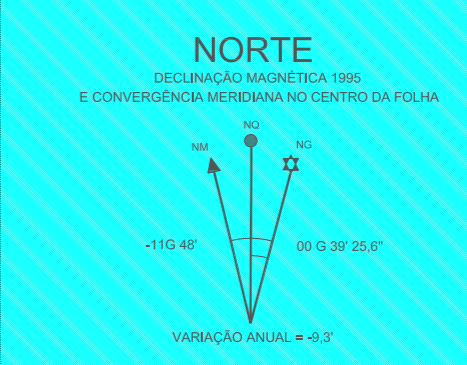 NORTE
DECLINAÇÃO MAGNÉTICA 1995
E CONVERGÊNCIA MERIDIANA NO CENTRO DA FOLHA
NQ
NM
NG
-11G 48'
00 G 39' 25,6"
VARIAÇÃO ANUAL = -9,3'